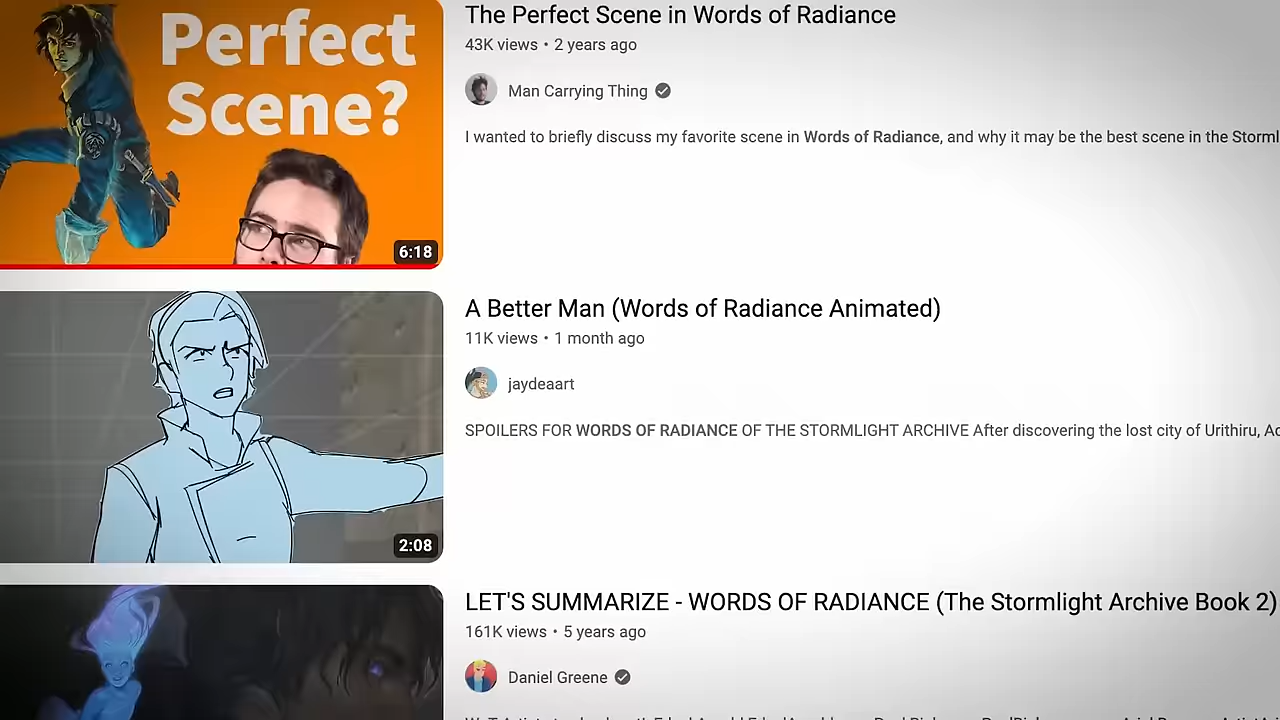 Perfect
Scene?
6:18
The Perfect Scene in Words of Radiance
43K views • 2 years ago
Man Carrying Thing
I wanted to briefly discuss my favorite scene in Words of Radiance, and why it may be the best scene in the Storml
2:08
A Better Man (Words of Radiance Animated)
11K views • 1 month ago
jaydeaart
SPOILERS FOR WORDS OF RADIANCE OF THE STORMLIGHT ARCHIVE After discovering the lost city of Urithiru, Ad
LET'S SUMMARIZE - WORDS OF RADIANCE (The Stormlight Archive Book 2)
161K views • 5 years ago
Daniel Greene